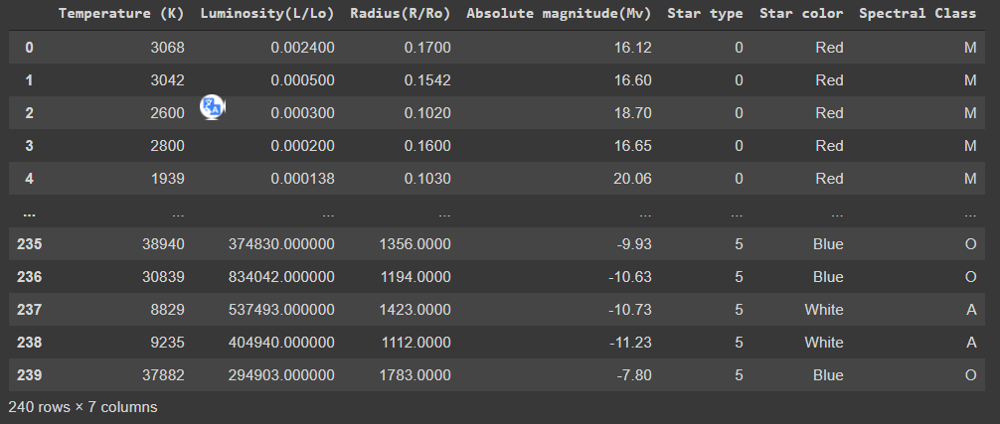 Temperature (K) Luminosity(L/Lo) Radius(R/Ro) Absolute magnitude(Mv) Star type Star color Spectral Class
0 3068 0.002400 0.1700 16.12 0 Red M
1 3042 0.000500 0.1542 16.60 0 Red M
2 2600 0.000300 0.1020 18.70 0 Red M
3 2800 0.000200 0.1600 16.65 0 Red M
4 1939 0.000138 0.1030 20.06 0 Red M
... ... ... ... ... ... ... ...
235 38940 374830.000000 1356.0000 -9.93 5 Blue O
236 30839 834042.000000 1194.0000 -10.63 5 Blue O
237 8829 537493.000000 1423.0000 -10.73 5 White A
238 9235 404940.000000 1112.0000 -11.23 5 White A
239 37882 294903.000000 1783.0000 -7.80 5 Blue O
240 rows × 7 columns